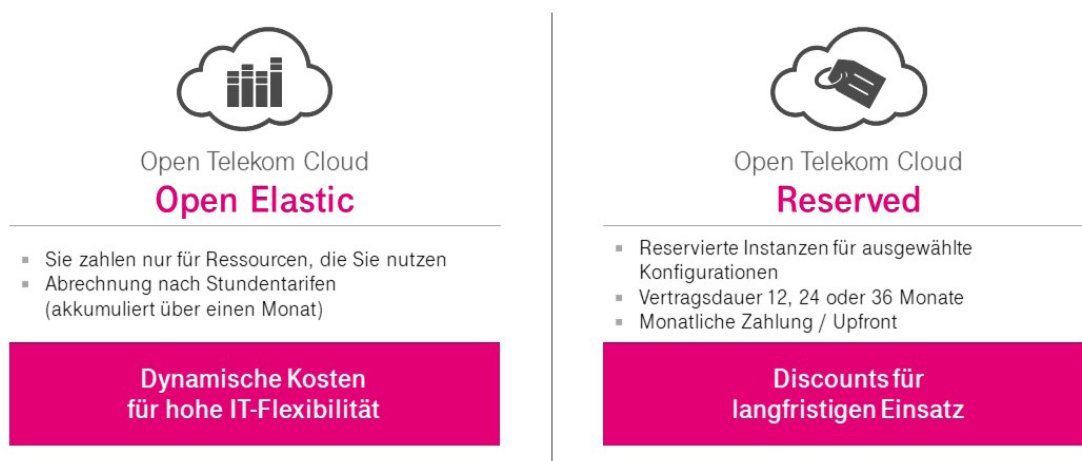 Open Telekom Cloud
Open Elastic
Sie zahlen nur für Ressourcen, die Sie nutzen
Abrechnung nach Stundentarifen
(akkumuliert über einen Monat)
Dynamische Kosten
für hohe IT-Flexibilität
Open Telekom Cloud
Reserved
Reservierte Instanzen für ausgewählte
Konfigurationen
Vertragsdauer 12, 24 oder 36 Monate
Monatliche Zahlung / Upfront
Discounts für
langfristigen Einsatz